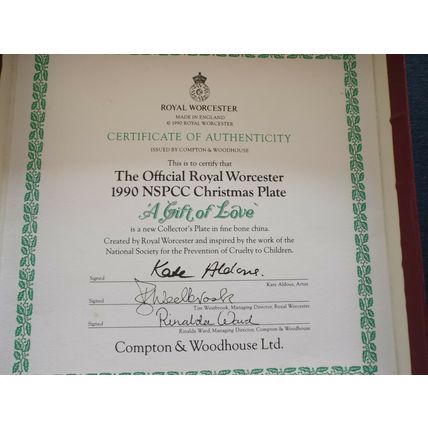 ROYAL WORCESTER
MADE IN ENGLAND
© 1990 ROYAL WORCESTER
CERTIFICATE OF AUTHENTICITY
ISSUED BY COMPTON & WOODHOUSE
This is to certify that
The Official Royal Worcester
1990 NSPCC Christmas Plate
'A Gift of Love'
is a new Collector's Plate in fine bone china.
Created by Royal Worcester and inspired by the work of the
National Society for the Prevention of Cruelty to Children.
Signed Kate Aldous.
Kate Aldous, Artist
Signed T Westbrook
Tim Westbrook, Managing Director, Royal Worcester
Signed Rinalda Ward
Rinalda Ward, Managing Director, Compton & Woodhouse
Compton & Woodhouse Ltd.